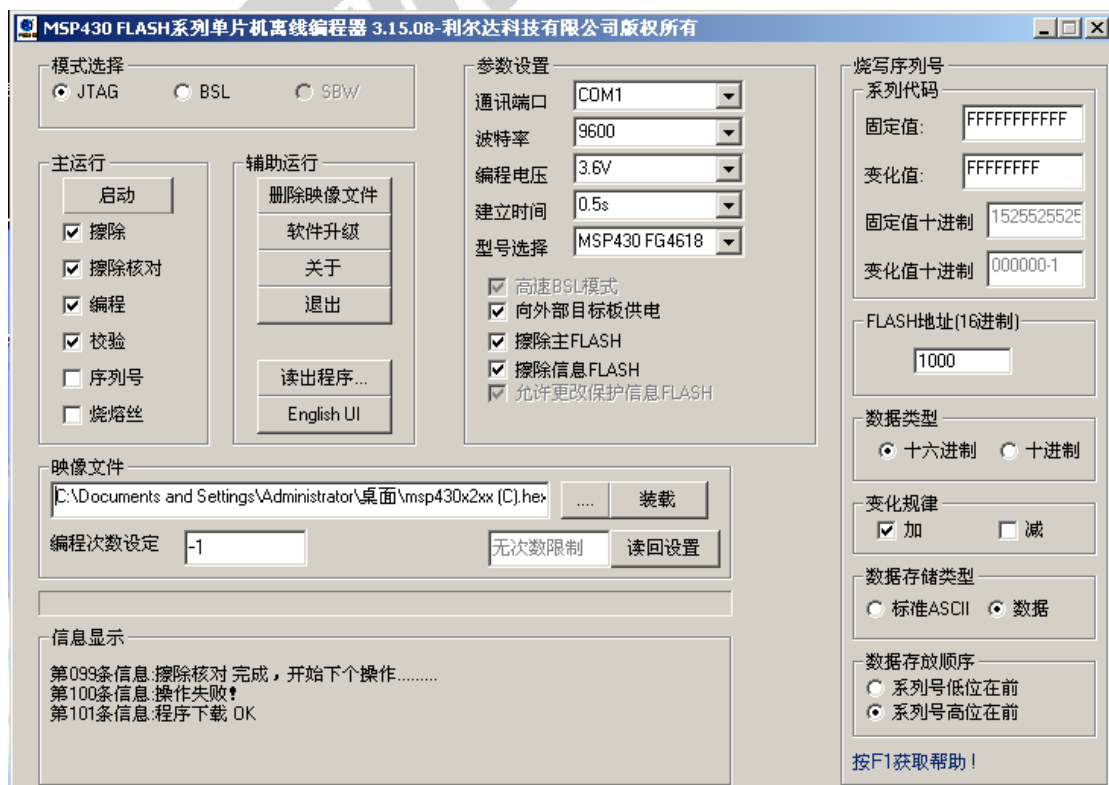 MSP430 FLASH系列单片机离线编程器 3.15.08-利尔达科技有限公司版权所有
模式选择
JTAG
BSL
SBW
主运行
启动
擦除
擦除核对
编程
校验
序列号
烧熔丝
辅助运行
删除映像文件
软件升级
关于
退出
读出程序...
English UI
参数设置
通讯端口 COM1
波特率 9600
编程电压 3.6V
建立时间 0.5s
型号选择 MSP430 FG4618
高速BSL模式
向外部目标板供电
擦除主FLASH
擦除信息FLASH
允许更改保护信息FLASH
映像文件
C:\Documents and Settings\Administrator\桌面\msp430x2xx (C).hex
....
装载
编程次数设定 -1
无次数限制
读回设置
信息显示
第099条信息:擦除核对 完成，开始下个操作.........
第100条信息:操作失败!
第101条信息:程序下载 OK
烧写序列号
系列代码
固定值: FFFFFFFFFFF
变化值: FFFFFFFF
固定值十进制 1525525525
变化值十进制 000000-1
FLASH地址(16进制)
1000
数据类型
十六进制
十进制
变化规律
加
减
数据存储类型
标准ASCII
数据
数据存放顺序
系列号低位在前
系列号高位在前
按F1获取帮助!